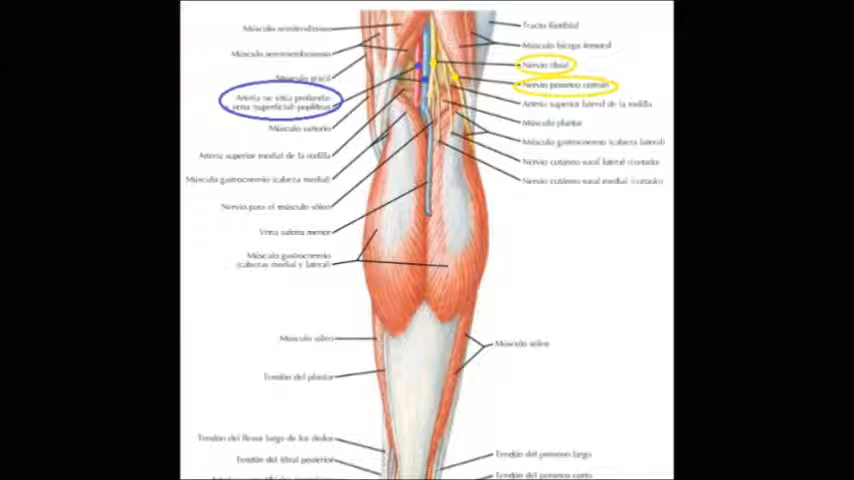 Músculo semitendinoso
Músculo semimembranoso
Músculo grácil
Arteria
vena (superficial) poplíteas
Músculo sartorio
Arteria superior medial de la rodilla
Músculo gastrocnemio (cabeza medial)
Nervio para el músculo sóleo
Vena safena menor
Músculo gastrocnemio
(cabezas medial y lateral)
Músculo sóleo
Tendón del plantar
Tendón del flexor largo de los dedos
Tendón del tibial posterior
Tracto iliotibial
Músculo bíceps femoral
Nervio tibial
Nervio peroneo común
Arteria superior lateral de la rodilla
Músculo plantar
Músculo gastrocnemio (cabeza lateral)
Nervio cutáneo sural lateral (cortado)
Nervio cutáneo sural medial (cortado)
Músculo sóleo
Tendón del peroneo largo
Tendón del peroneo corto